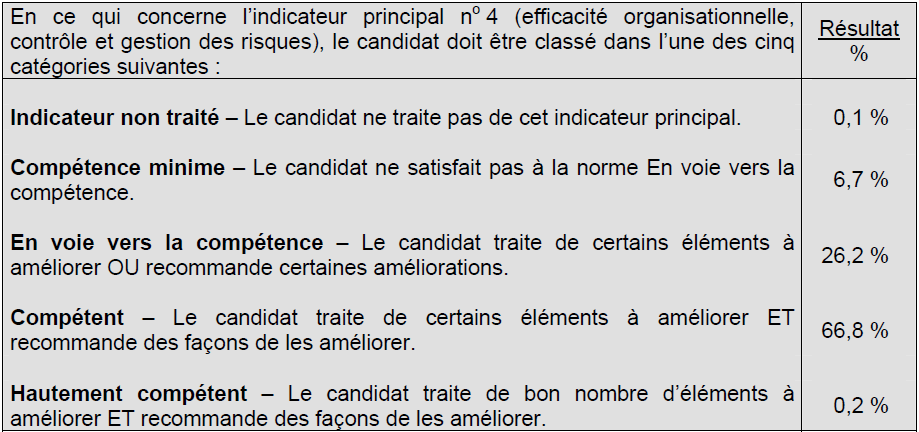 En ce qui concerne l'indicateur principal nº 4 (efficacité organisationnelle,
contrôle et gestion des risques), le candidat doit être classé dans l'une des cinq
catégories suivantes :
Résultat
%
Indicateur non traité – Le candidat ne traite pas de cet indicateur principal.
0,1 %
Compétence minime – Le candidat ne satisfait pas à la norme En voie vers la
compétence.
6,7 %
En voie vers la compétence – Le candidat traite de certains éléments à
améliorer OU recommande certaines améliorations.
26,2 %
Compétent – Le candidat traite de certains éléments à améliorer ET
recommande des façons de les améliorer.
66,8 %
Hautement compétent – Le candidat traite de bon nombre d'éléments à
améliorer ET recommande des façons de les améliorer.
0,2 %